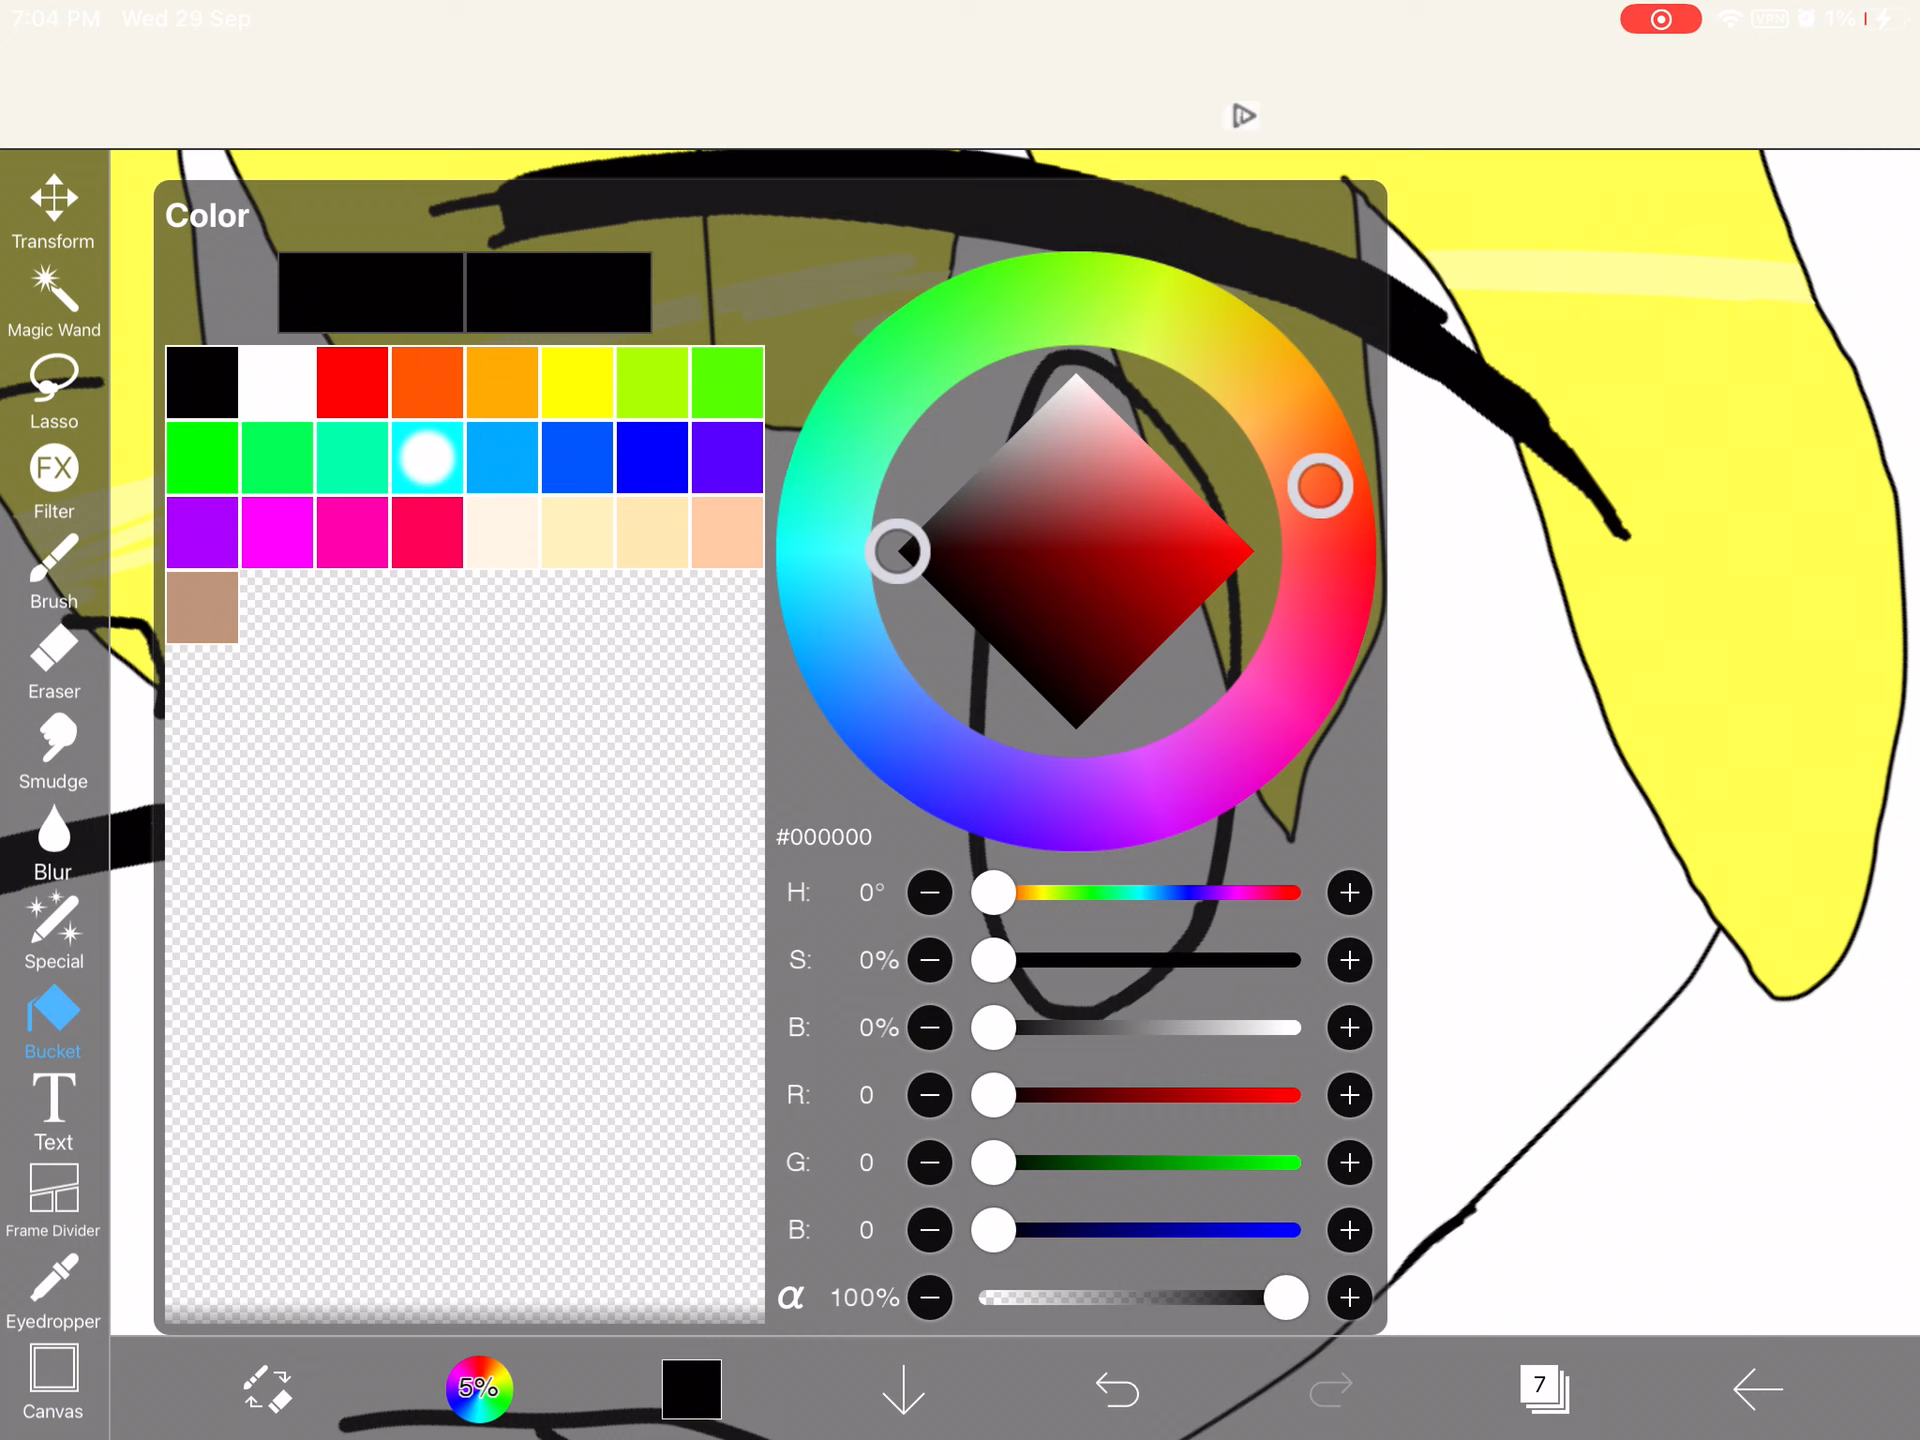 7:04 PM Wed 29 Sep
VPN 1%
Color
Transform
Magic Wand
Lasso
FX
Filter
Brush
Eraser
Smudge
Blur
Special
Bucket
T
Text
Frame Divider
Eyedropper
Canvas
#000000
H: 0°
S: 0%
B: 0%
R: 0
G: 0
B: 0
α 100%
5%
7